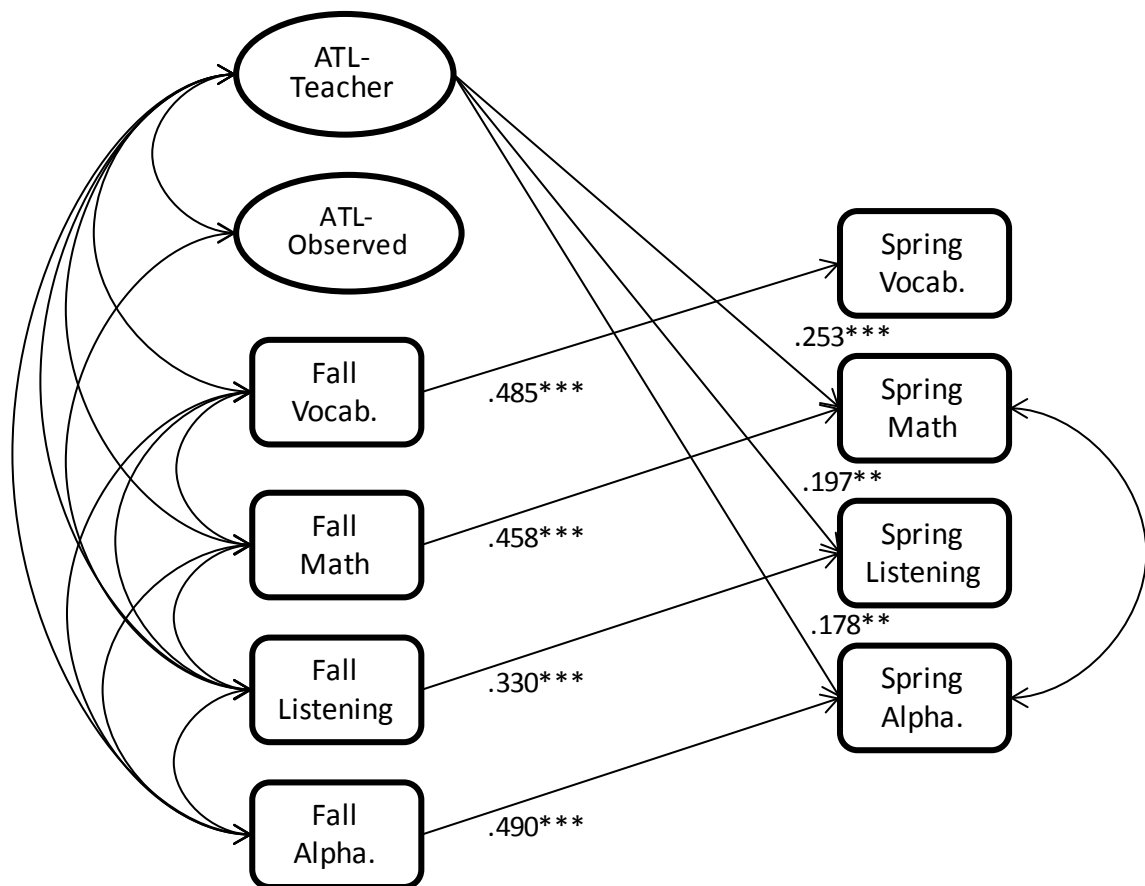 ATL-
Teacher
ATL-
Observed
Spring
Vocab.
.253***
Fall
Vocab.
.485***
Spring
Math
.197**
Fall
Math
.458***
Spring
Listening
.178**
Fall
Listening
.330***
Spring
Alpha.
Fall
Alpha.
.490***